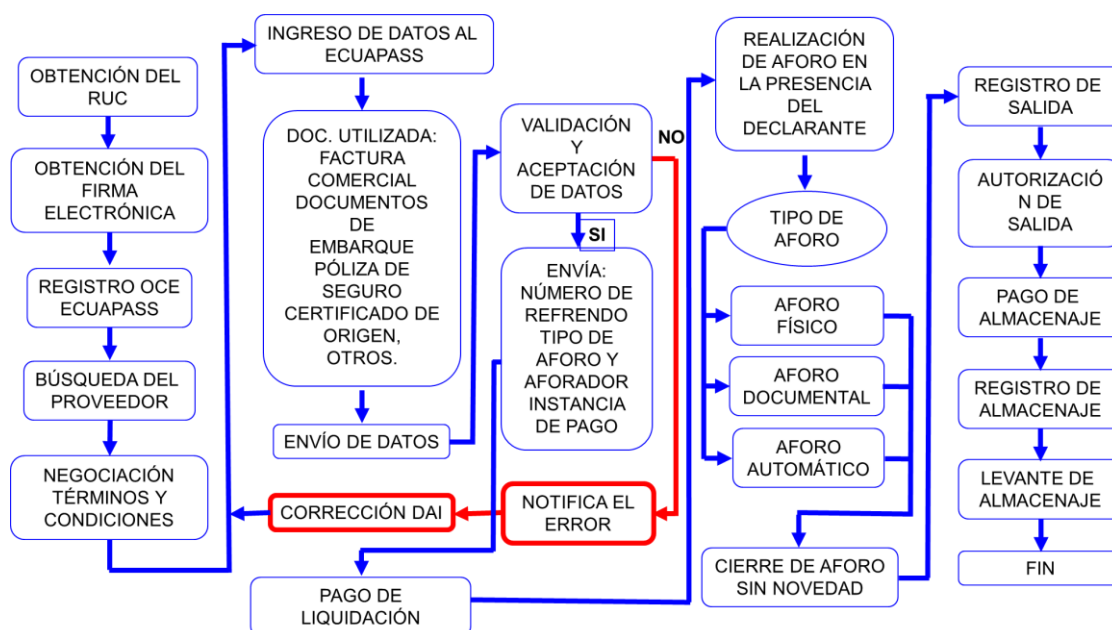 OBTENCIÓN DEL
RUC
OBTENCIÓN DEL
FIRMA
ELECTRÓNICA
REGISTRO OCE
ECUAPASS
BÚSQUEDA DEL
PROVEEDOR
NEGOCIACIÓN
TÉRMINOS Y
CONDICIONES
INGRESO DE DATOS AL
ECUAPASS
DOC. UTILIZADA:
FACTURA
COMERCIAL
DOCUMENTOS
DE
EMBARQUE
PÓLIZA DE
SEGURO
CERTIFICADO DE
ORIGEN,
OTROS.
ENVÍO DE DATOS
VALIDACIÓN
Y
ACEPTACIÓN
DE DATOS
NO
SI
ENVÍA:
NÚMERO DE
REFRENDO
TIPO DE
AFORO Y
AFORADOR
INSTANCIA
DE PAGO
NOTIFICA EL
ERROR
CORRECCIÓN DAI
PAGO DE
LIQUIDACIÓN
REALIZACIÓN
DE AFORO EN
LA PRESENCIA
DEL
DECLARANTE
TIPO DE
AFORO
AFORO
FÍSICO
AFORO
DOCUMENTAL
AFORO
AUTOMÁTICO
CIERRE DE AFORO
SIN NOVEDAD
REGISTRO DE
SALIDA
AUTORIZACIÓ
N DE
SALIDA
PAGO DE
ALMACENAJE
REGISTRO DE
ALMACENAJE
LEVANTE DE
ALMACENAJE
FIN